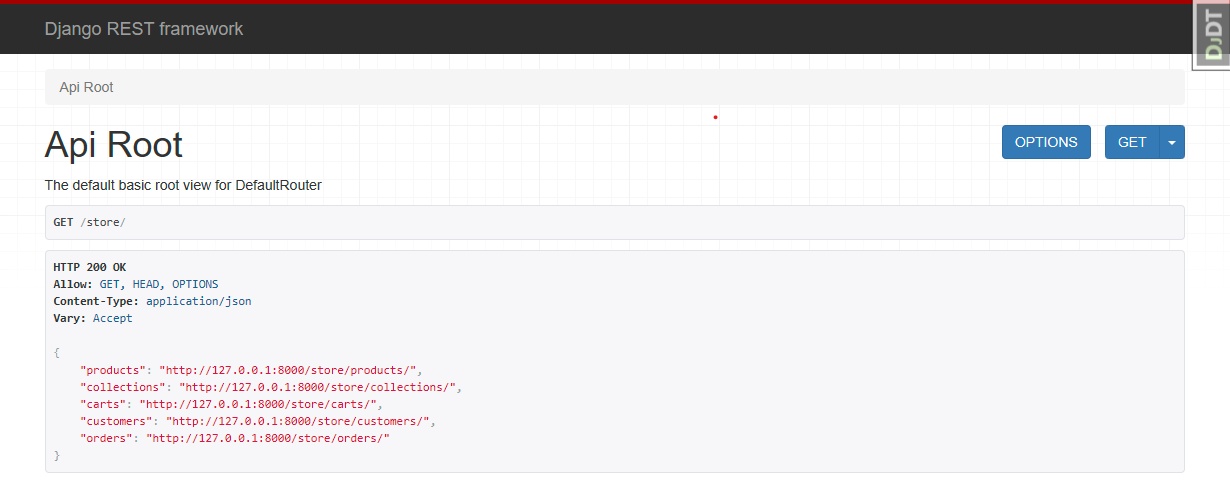 Django REST framework
DJDT
Api Root
Api Root
OPTIONS
GET
The default basic root view for DefaultRouter
GET /store/
HTTP 200 OK
Allow: GET, HEAD, OPTIONS
Content-Type: application/json
Vary: Accept
{
    "products": "http://127.0.0.1:8000/store/products/",
    "collections": "http://127.0.0.1:8000/store/collections/",
    "carts": "http://127.0.0.1:8000/store/carts/",
    "customers": "http://127.0.0.1:8000/store/customers/",
    "orders": "http://127.0.0.1:8000/store/orders/"
}